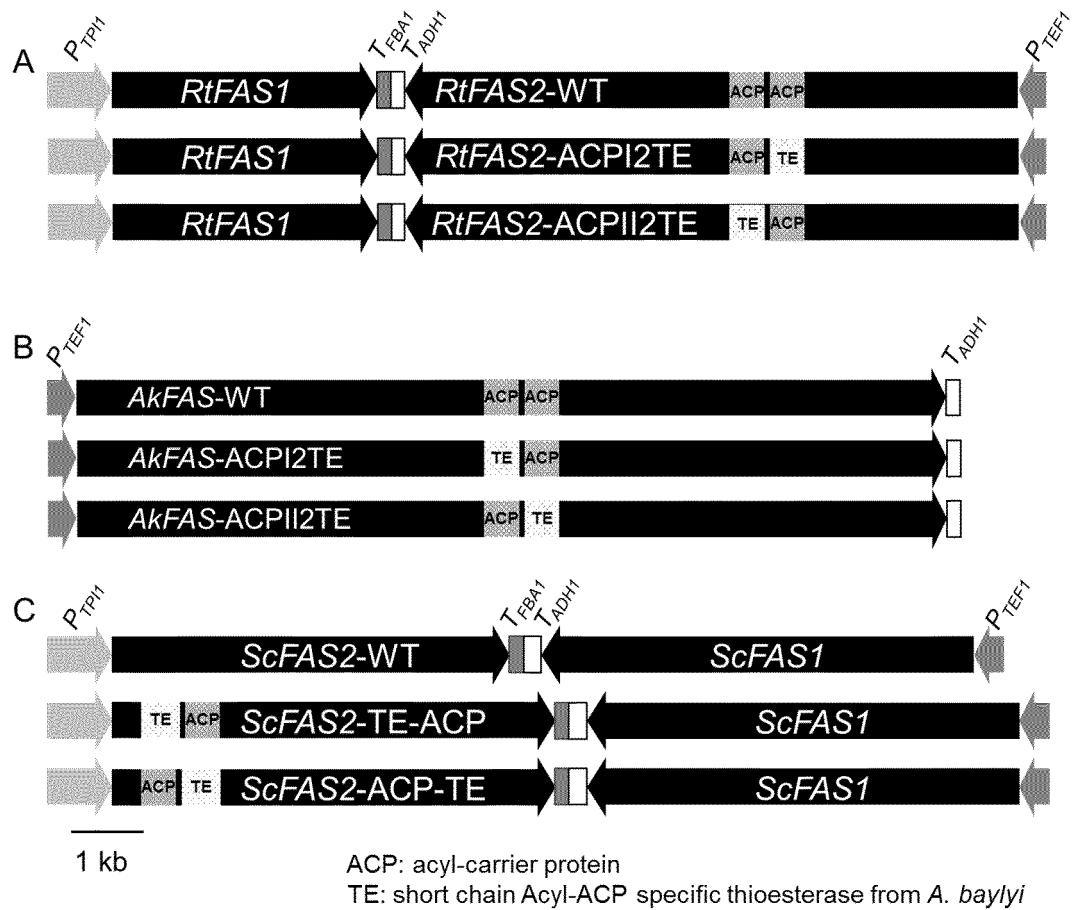 A
P_TPI1 T_FBA1 T_ADH1 P_TEF1
RtFAS1 RtFAS2-WT ACP ACP
RtFAS1 RtFAS2-ACPI2TE ACP TE
RtFAS1 RtFAS2-ACPII2TE TE ACP
B
P_TEF1 T_ADH1
AkFAS-WT ACP ACP
AkFAS-ACPI2TE TE ACP
AkFAS-ACPII2TE ACP TE
C
P_TPI1 T_FBA1 T_ADH1 P_TEF1
ScFAS2-WT ScFAS1
TE ACP ScFAS2-TE-ACP ScFAS1
ACP TE ScFAS2-ACP-TE ScFAS1
1 kb
ACP: acyl-carrier protein
TE: short chain Acyl-ACP specific thioesterase from A. baylyi